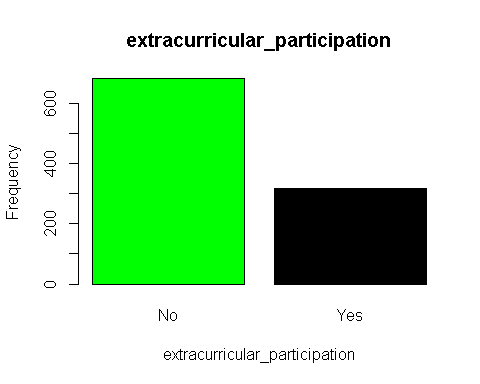 extracurricular_participation
Frequency
600
400
200
0
No Yes
extracurricular_participation